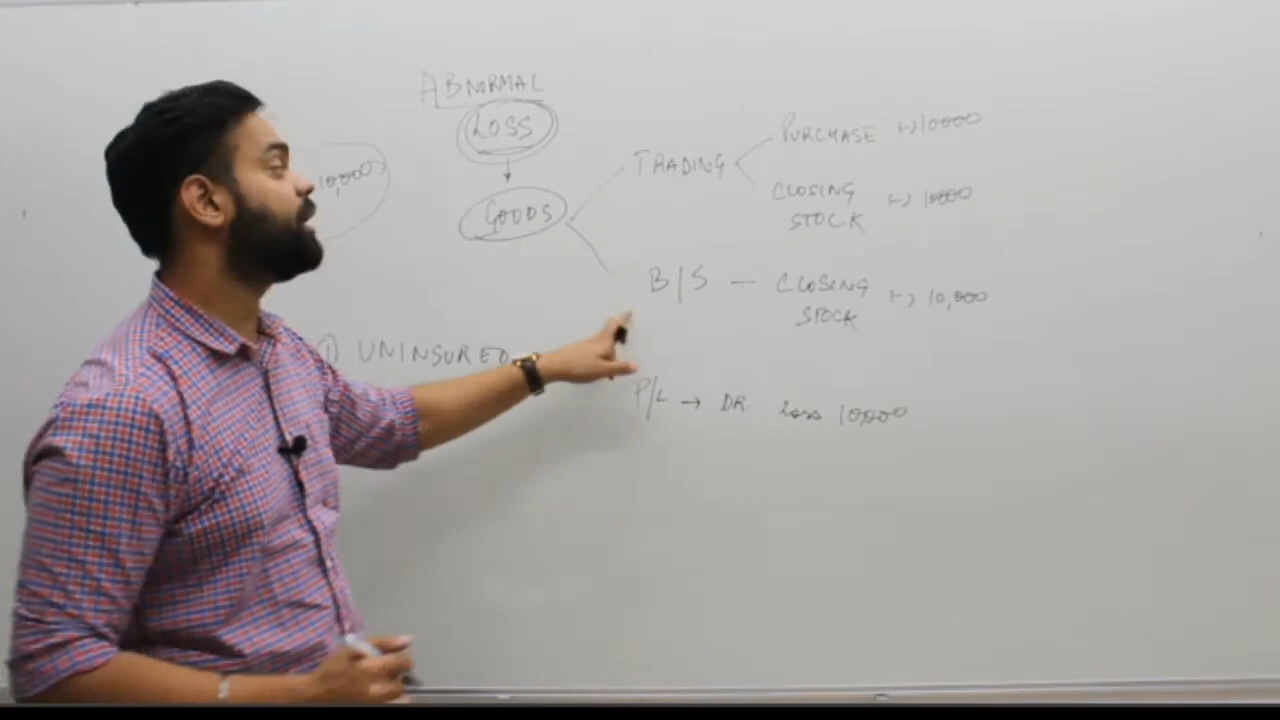 ABNORMAL
LOSS
GOODS
10,000)
TRADING
PURCHASE (-) 10000
CLOSING
STOCK (-) 10000
B/S — CLOSING
STOCK (-) 10,000
1) UNINSURED
P/L → DR. Loss 10,000